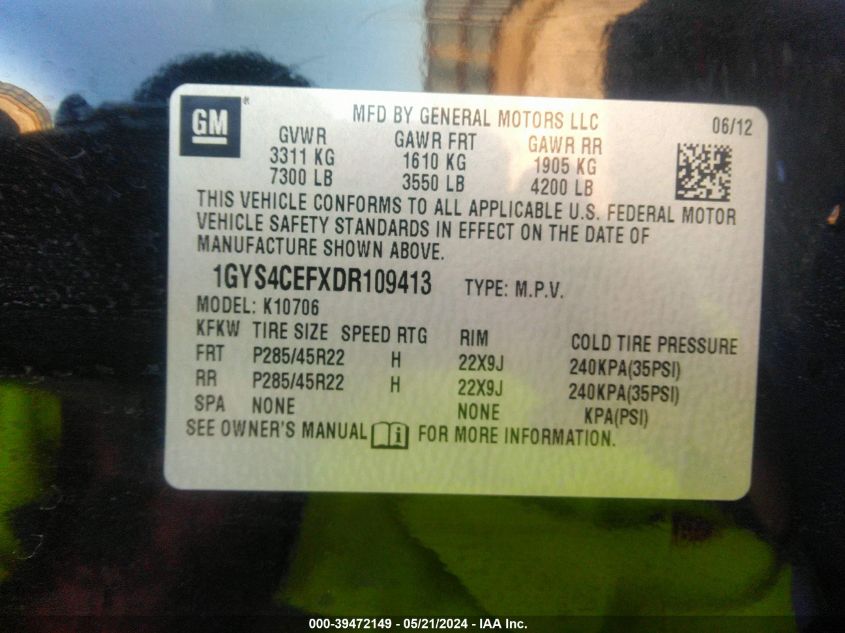 GM
MFD BY GENERAL MOTORS LLC 06/12
GVWR GAWR FRT GAWR RR
3311 KG 1610 KG 1905 KG
7300 LB 3550 LB 4200 LB
THIS VEHICLE CONFORMS TO ALL APPLICABLE U.S. FEDERAL MOTOR
VEHICLE SAFETY STANDARDS IN EFFECT ON THE DATE OF
MANUFACTURE SHOWN ABOVE.
1GYS4CEFXDR109413 TYPE: M.P.V.
MODEL: K10706
KFKW TIRE SIZE SPEED RTG RIM COLD TIRE PRESSURE
FRT P285/45R22 H 22X9J 240KPA(35PSI)
RR P285/45R22 H 22X9J 240KPA(35PSI)
SPA NONE NONE KPA(PSI)
SEE OWNER'S MANUAL FOR MORE INFORMATION.
000-39472149 - 05/21/2024 - IAA Inc.